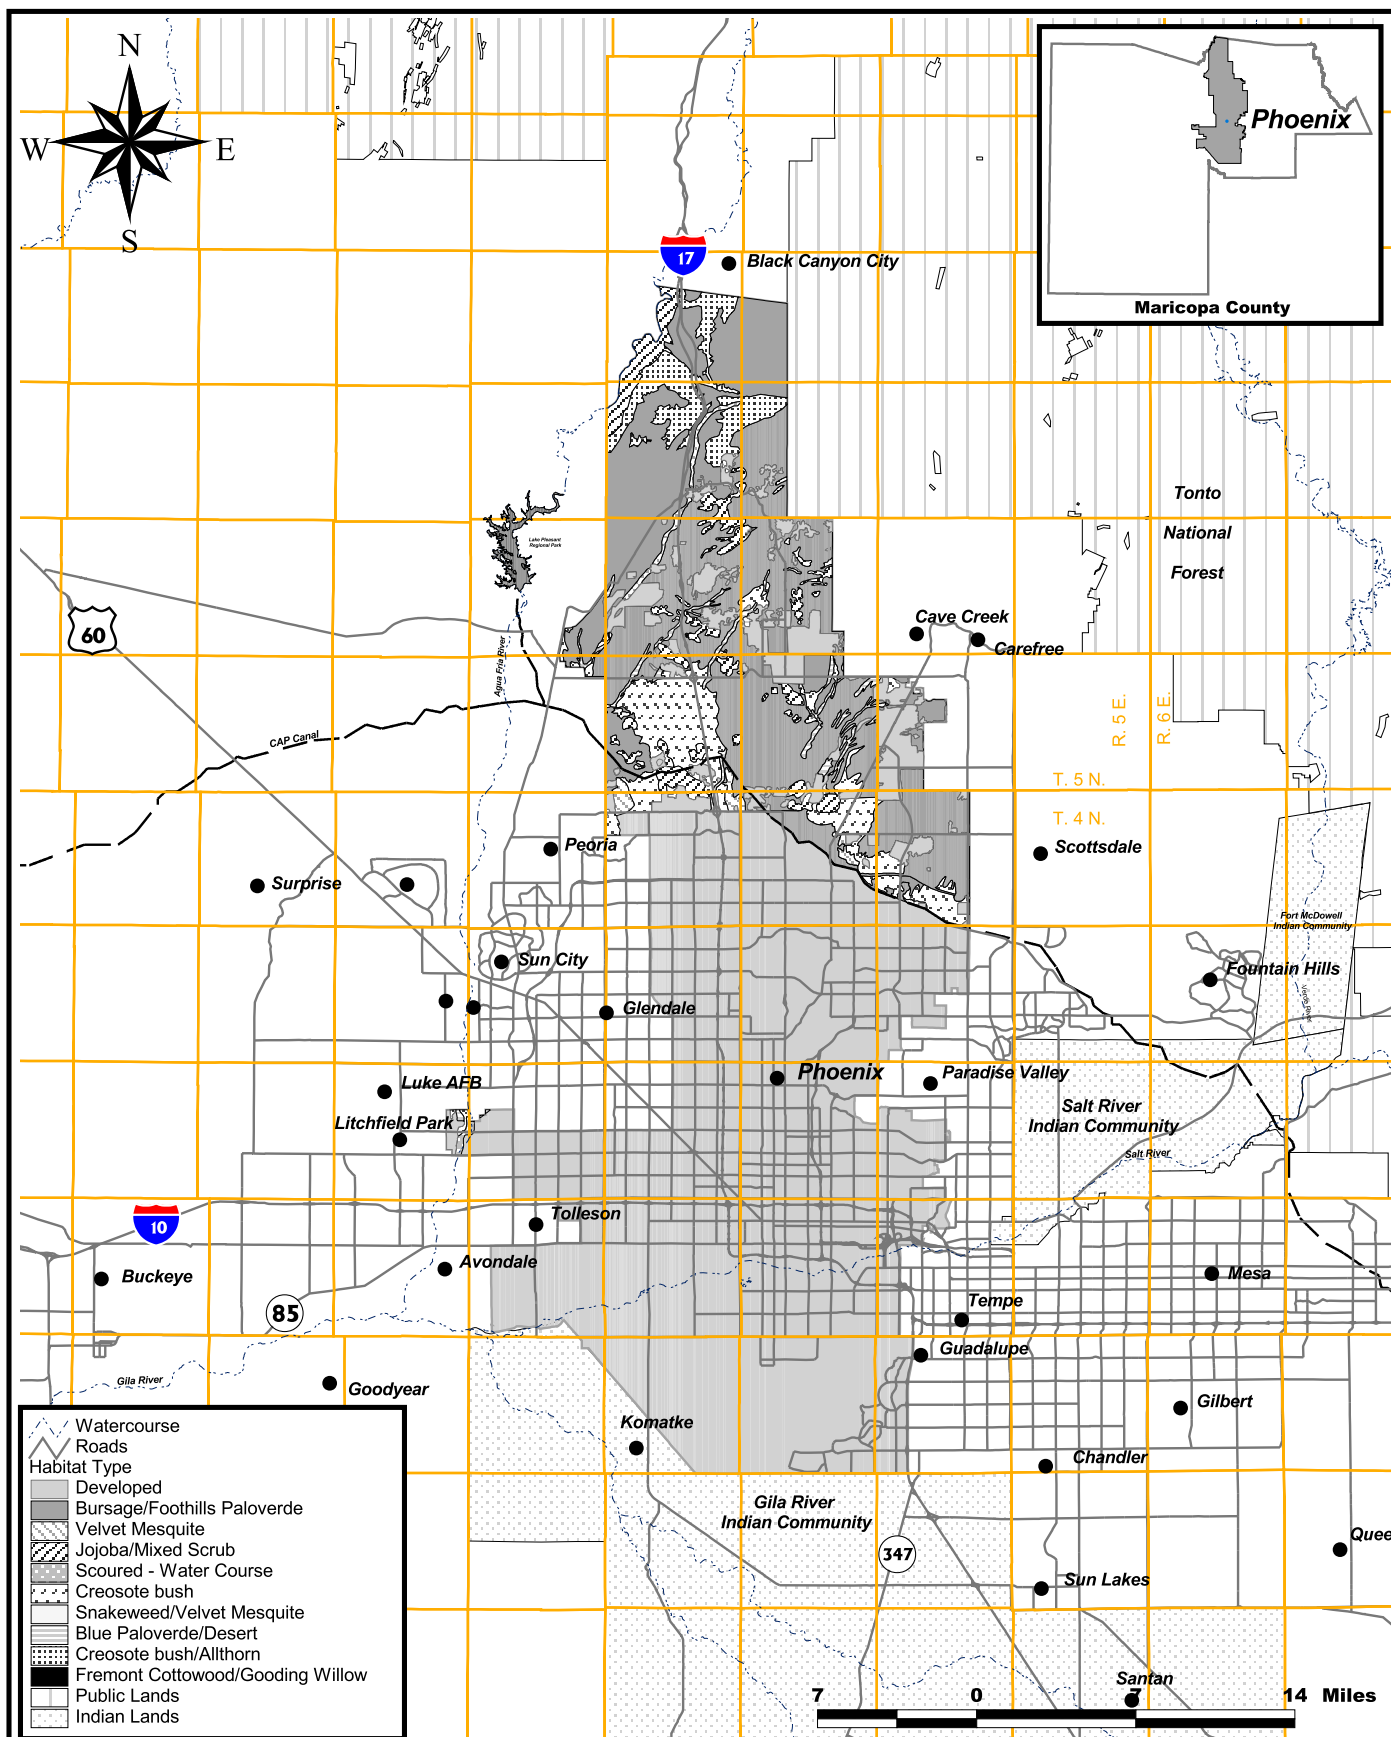 N
W
E
S
17
Black Canyon City
Phoenix
Maricopa County
Tonto
National
Forest
Lake Pleasant
Regional Park
60
Cave Creek
Carefree
Agua Fria River
CAP Canal
R. 5 E.
R. 6 E.
T. 5 N.
T. 4 N.
Peoria
Scottsdale
Surprise
Fort McDowell
Indian Community
Sun City
Fountain Hills
Verde River
Glendale
Luke AFB
Phoenix
Paradise Valley
Litchfield Park
Salt River
Indian Community
Salt River
10
Tolleson
Avondale
Buckeye
Mesa
85
Tempe
Guadalupe
Gila River
Goodyear
Gilbert
Komatke
Chandler
Gila River
Indian Community
347
Quee
Sun Lakes
Santan
7 0 7 14 Miles
Watercourse
Roads
Habitat Type
Developed
Bursage/Foothills Paloverde
Velvet Mesquite
Jojoba/Mixed Scrub
Scoured - Water Course
Creosote bush
Snakeweed/Velvet Mesquite
Blue Paloverde/Desert
Creosote bush/Allthorn
Fremont Cottowood/Gooding Willow
Public Lands
Indian Lands